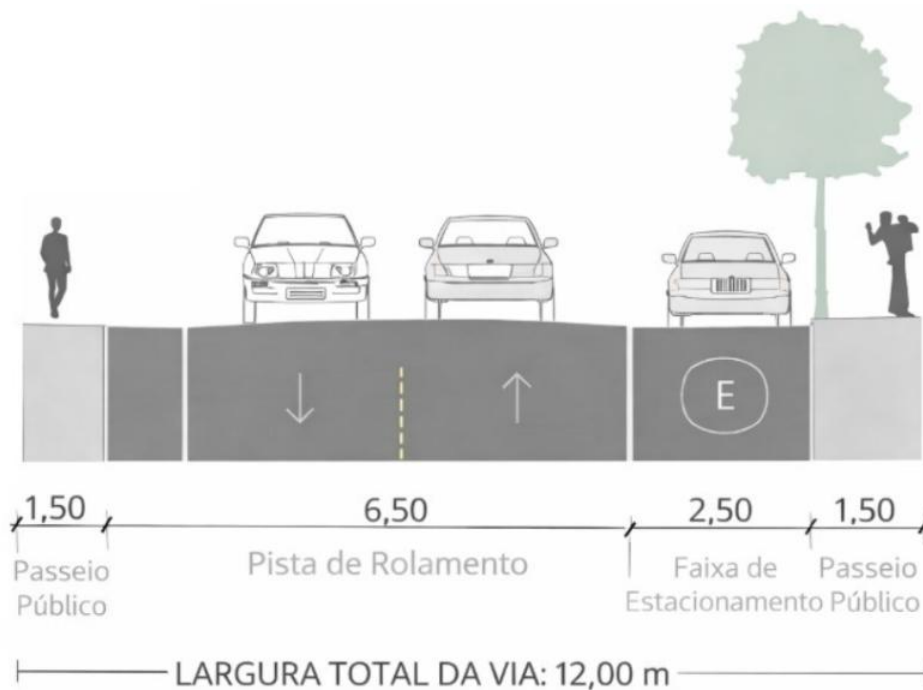 E
1,50 6,50 2,50 1,50
Passeio Público
Pista de Rolamento
Faixa de Estacionamento
Passeio Público
LARGURA TOTAL DA VIA: 12,00 m